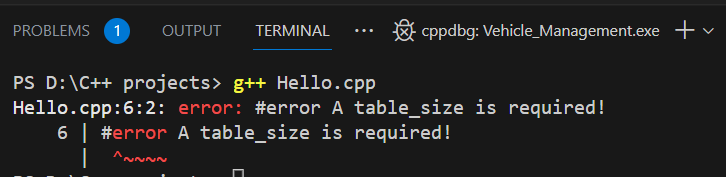 PROBLEMS 1 OUTPUT TERMINAL ... cppdbg: Vehicle_Management.exe
PS D:\C++ projects> g++ Hello.cpp
Hello.cpp:6:2: error: #error A table_size is required!
6 | #error A table_size is required!
| ^~~~~